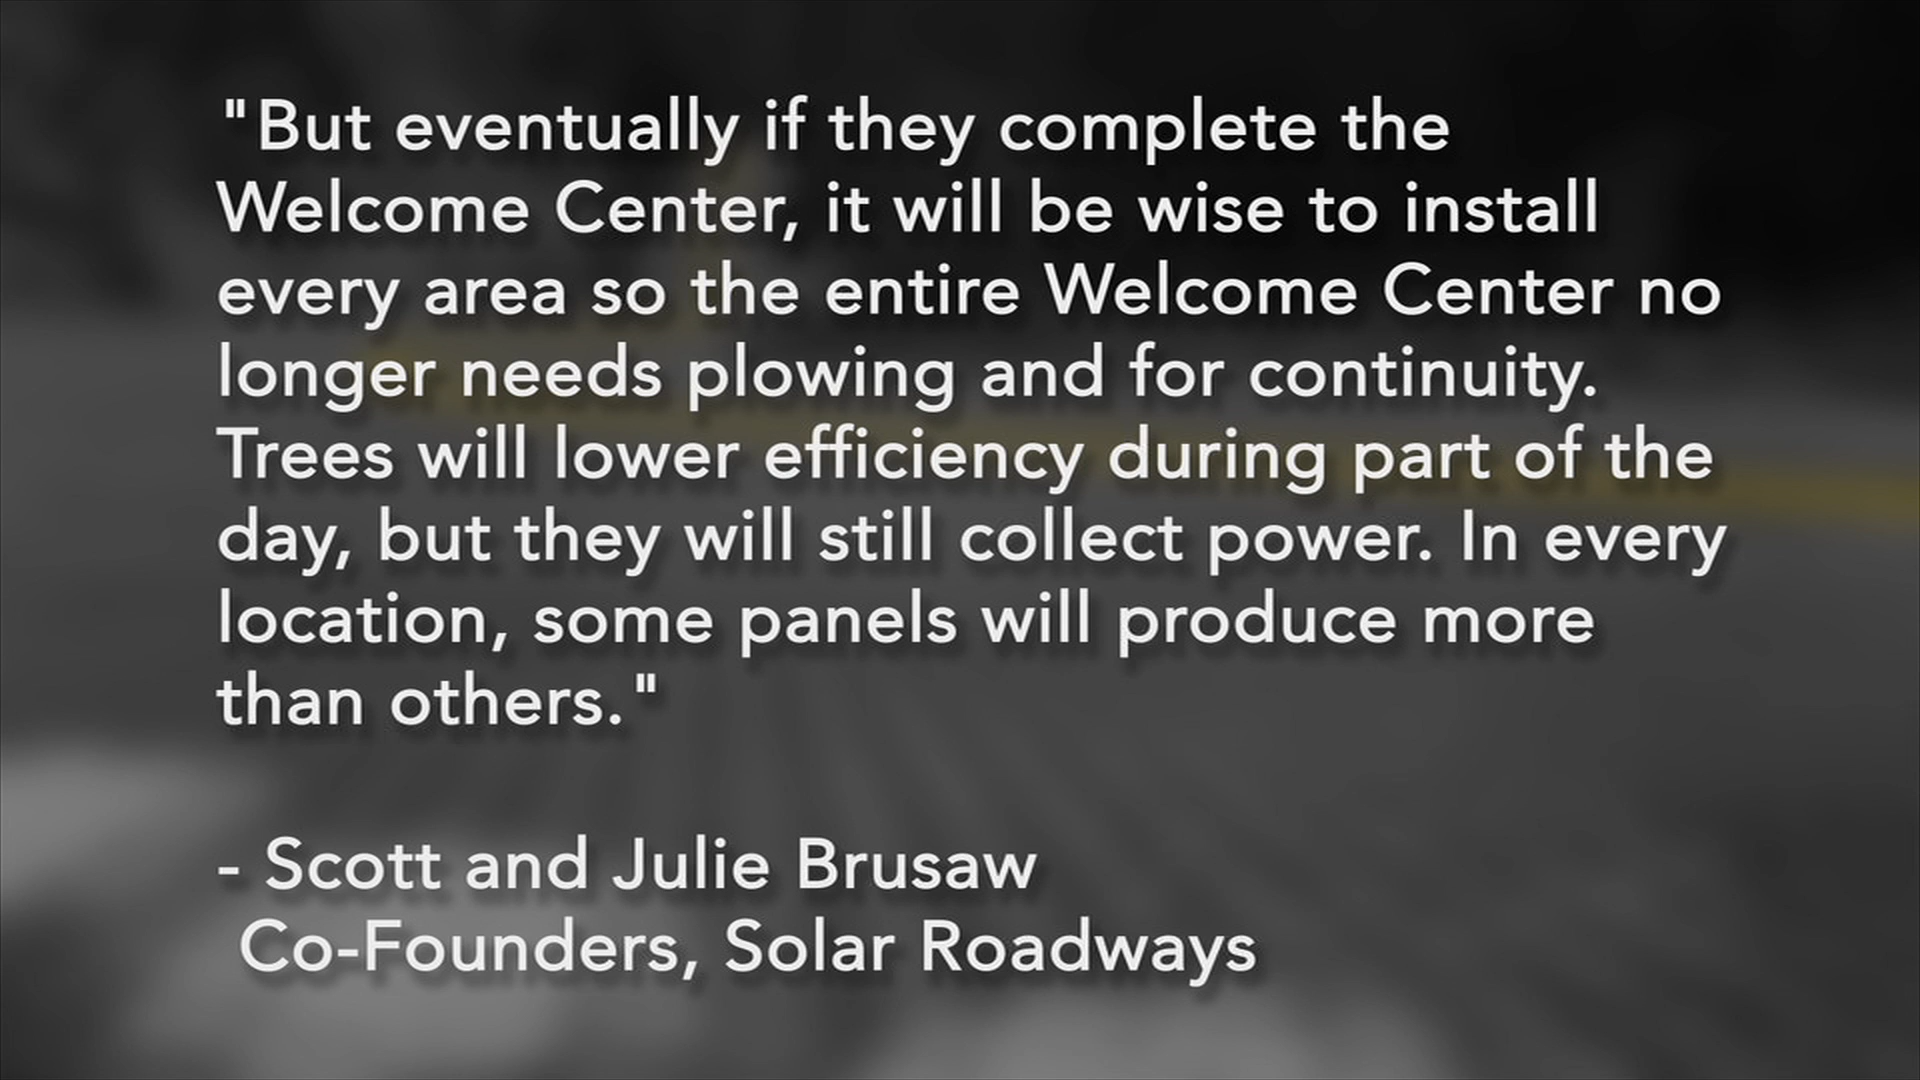 "But eventually if they complete the
Welcome Center, it will be wise to install
every area so the entire Welcome Center no
longer needs plowing and for continuity.
Trees will lower efficiency during part of the
day, but they will still collect power. In every
location, some panels will produce more
than others."
- Scott and Julie Brusaw
Co-Founders, Solar Roadways